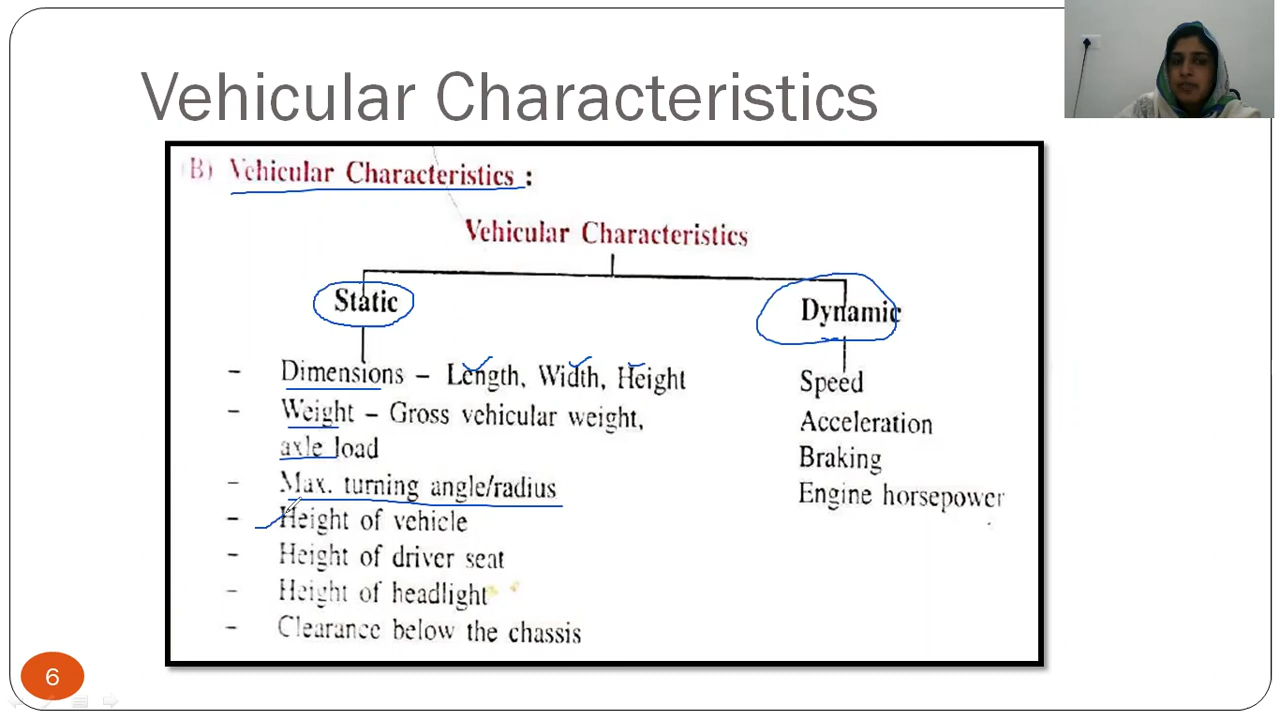 Vehicular Characteristics
(B) Vehicular Characteristics :
Vehicular Characteristics
Static
Dynamic
- Dimensions – Length, Width, Height
- Weight – Gross vehicular weight,
axle load
- Max. turning angle/radius
- Height of vehicle
- Height of driver seat
- Height of headlight
- Clearance below the chassis
Speed
Acceleration
Braking
Engine horsepower
6